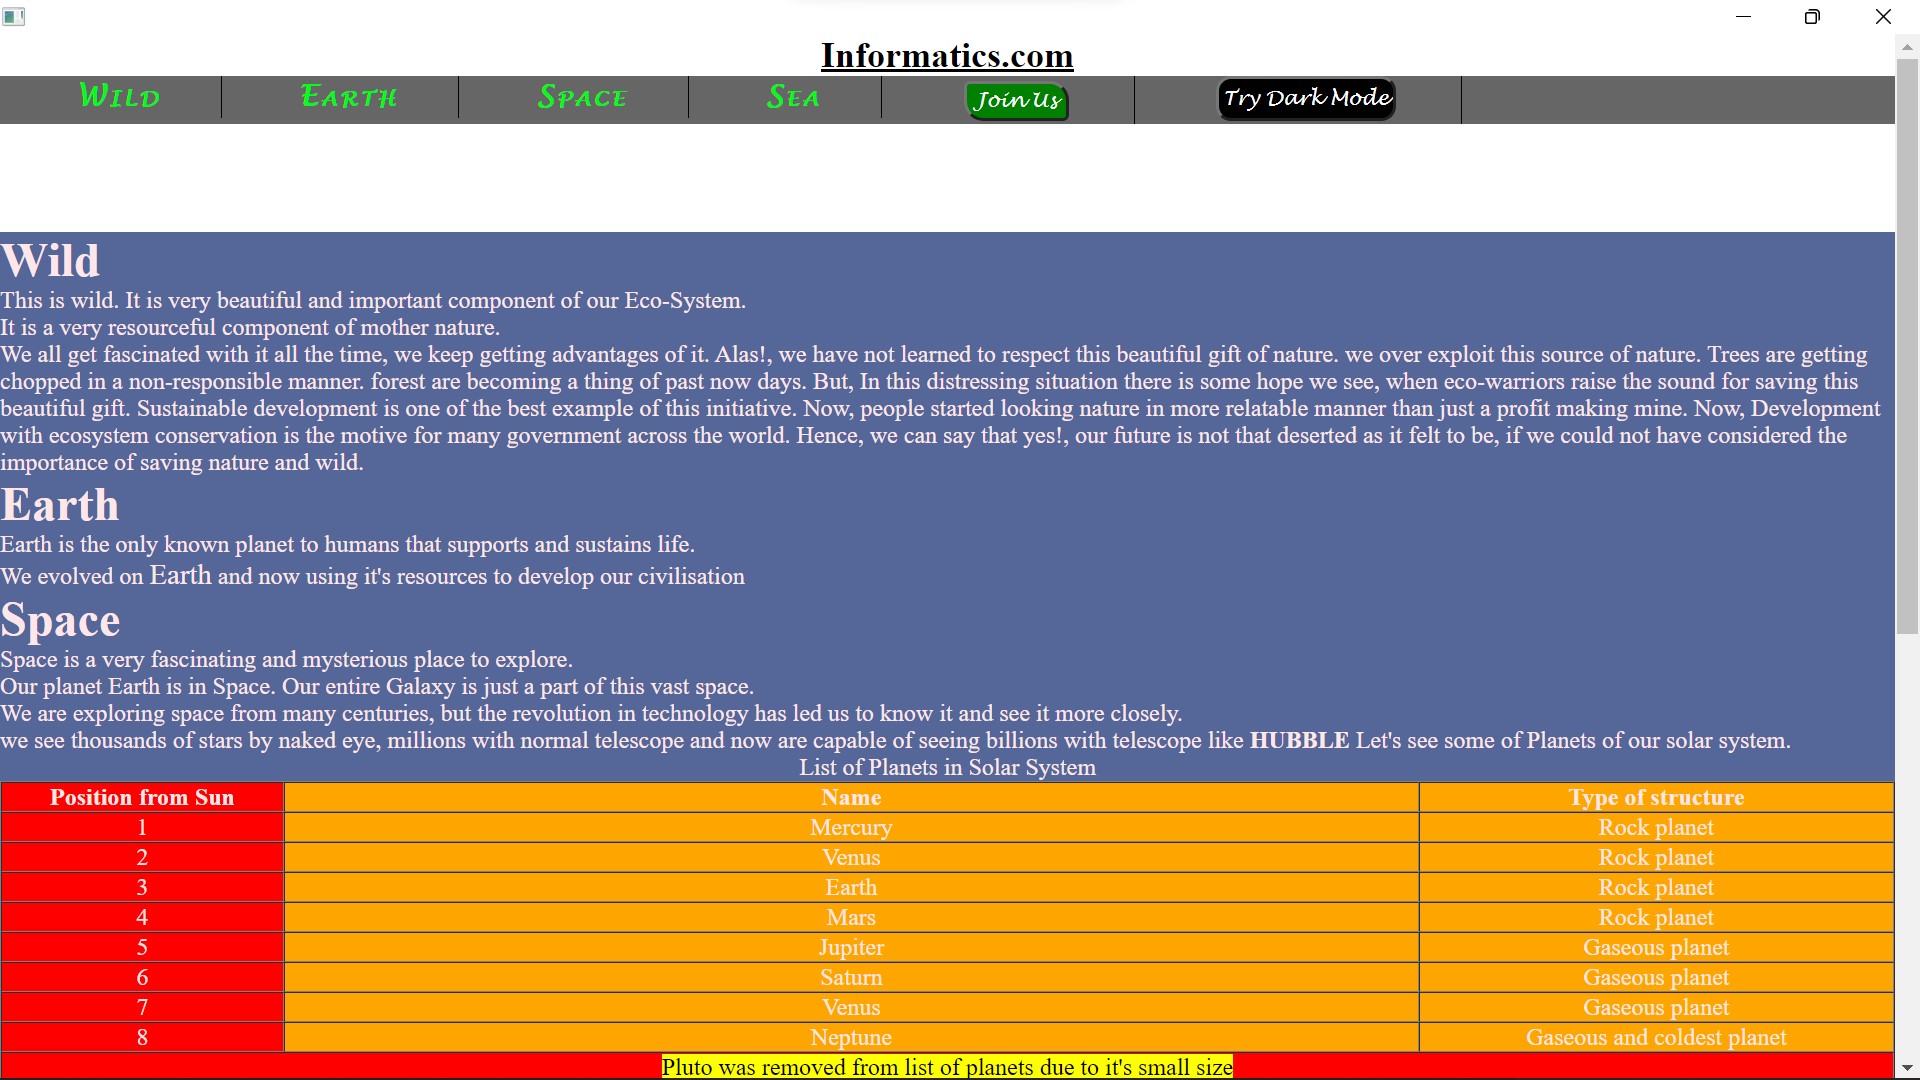 Informatics.com
Wild Earth Space Sea Join Us Try Dark Mode
Wild
This is wild. It is very beautiful and important component of our Eco-System.
It is a very resourceful component of mother nature.
We all get fascinated with it all the time, we keep getting advantages of it. Alas!, we have not learned to respect this beautiful gift of nature. we over exploit this source of nature. Trees are getting
chopped in a non-responsible manner. forest are becoming a thing of past now days. But, In this distressing situation there is some hope we see, when eco-warriors raise the sound for saving this
beautiful gift. Sustainable development is one of the best example of this initiative. Now, people started looking nature in more relatable manner than just a profit making mine. Now, Development
with ecosystem conservation is the motive for many government across the world. Hence, we can say that yes!, our future is not that deserted as it felt to be, if we could not have considered the
importance of saving nature and wild.
Earth
Earth is the only known planet to humans that supports and sustains life.
We evolved on Earth and now using it's resources to develop our civilisation
Space
Space is a very fascinating and mysterious place to explore.
Our planet Earth is in Space. Our entire Galaxy is just a part of this vast space.
We are exploring space from many centuries, but the revolution in technology has led us to know it and see it more closely.
we see thousands of stars by naked eye, millions with normal telescope and now are capable of seeing billions with telescope like HUBBLE Let's see some of Planets of our solar system.
List of Planets in Solar System
Position from Sun Name Type of structure
1 Mercury Rock planet
2 Venus Rock planet
3 Earth Rock planet
4 Mars Rock planet
5 Jupiter Gaseous planet
6 Saturn Gaseous planet
7 Venus Gaseous planet
8 Neptune Gaseous and coldest planet
Pluto was removed from list of planets due to it's small size